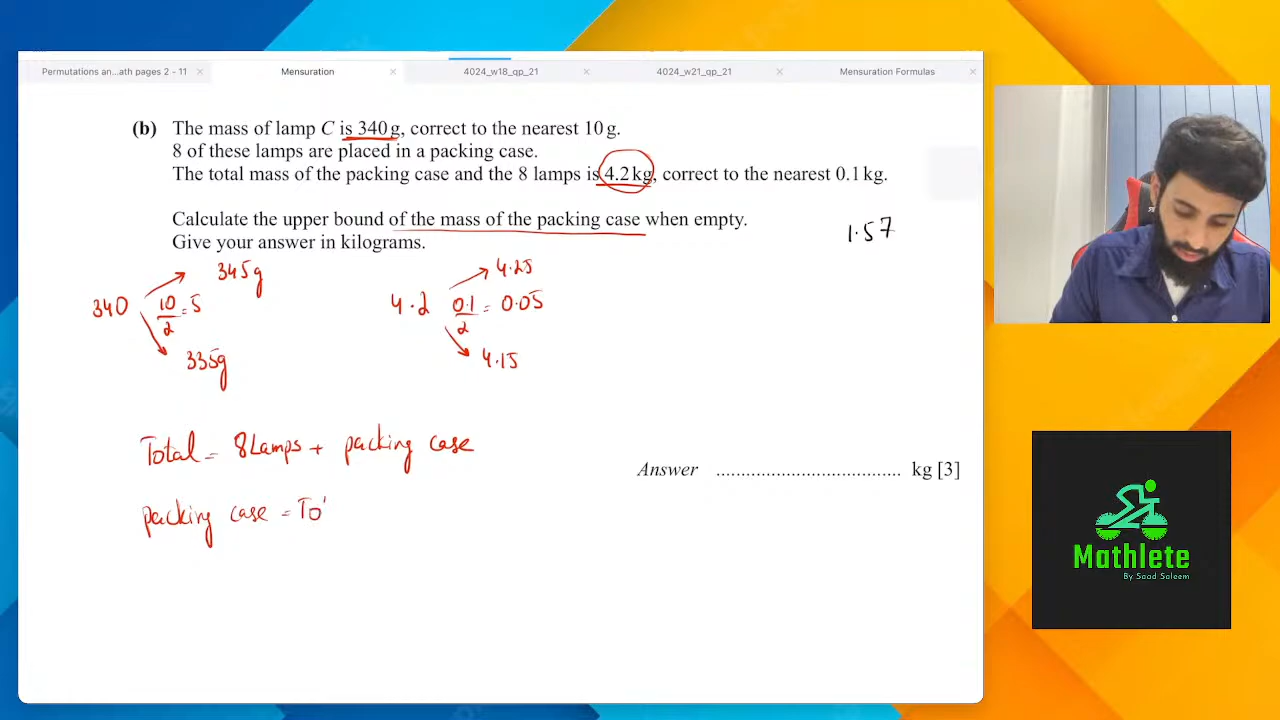 Permutations an...ath pages 2 - 11 × Mensuration × 4024_w18_qp_21 × 4024_w21_qp_21 × Mensuration Formulas ×
(b) The mass of lamp C is 340 g, correct to the nearest 10 g.
8 of these lamps are placed in a packing case.
The total mass of the packing case and the 8 lamps is 4.2 kg, correct to the nearest 0.1 kg.
Calculate the upper bound of the mass of the packing case when empty.
Give your answer in kilograms.
1.57
345g
340 10/2 = 5
335g
4.25
4.2 0.1/2 = 0.05
4.15
Total = 8 Lamps + packing case
Answer ..................................... kg [3]
packing case = To
Mathlete
By Saad Saleem